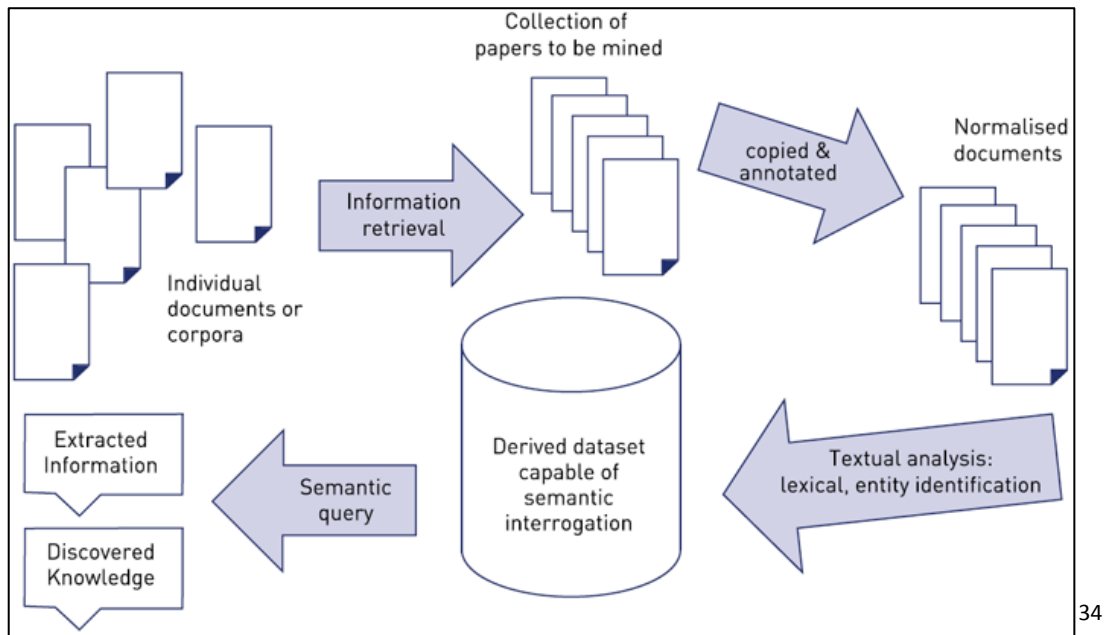 Collection of
papers to be mined
Individual
documents or
corpora
Information
retrieval
copied &
annotated
Normalised
documents
Textual analysis:
lexical, entity identification
Derived dataset
capable of
semantic
interrogation
Semantic
query
Extracted
Information
Discovered
Knowledge
34